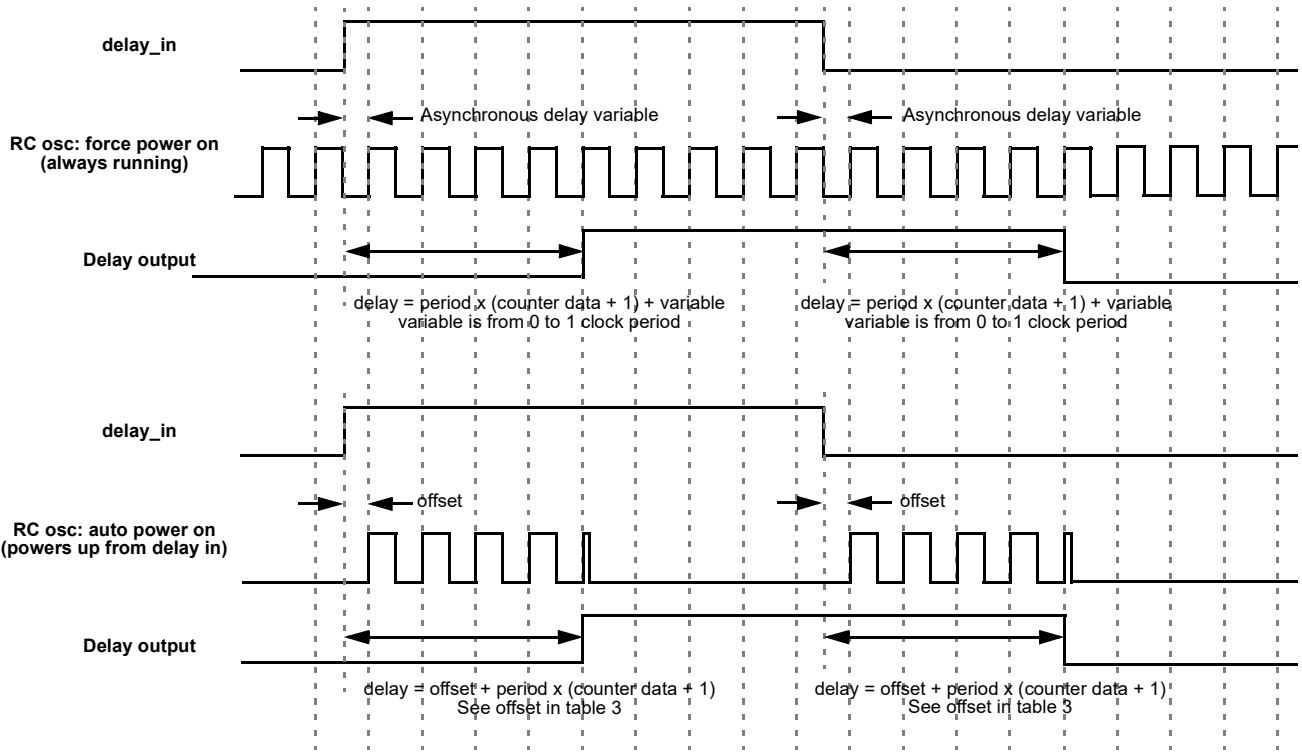 delay_in
Asynchronous delay variable
Asynchronous delay variable
RC osc: force power on
(always running)
Delay output
delay = period x (counter data + 1) + variable
variable is from 0 to 1 clock period
delay = period x (counter data + 1) + variable
variable is from 0 to 1 clock period
delay_in
offset
offset
RC osc: auto power on
(powers up from delay in)
Delay output
delay = offset + period x (counter data + 1)
See offset in table 3
delay = offset + period x (counter data + 1)
See offset in table 3